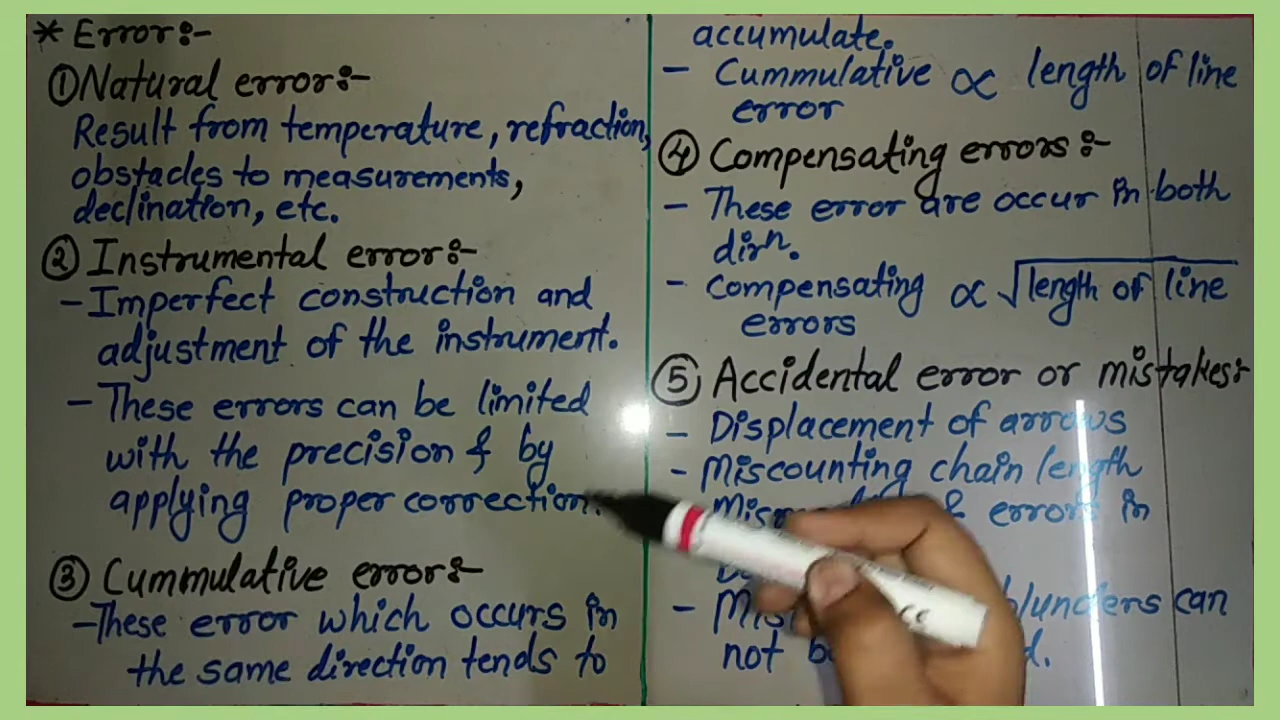 * Error:-
① Natural error:-
Result from temperature, refraction,
obstacles to measurements,
declination, etc.
② Instrumental error:-
- Imperfect construction and
adjustment of the instrument.
- These errors can be limited
with the precision & by
applying proper correction.
③ Cummulative error:-
- These error which occurs in
the same direction tends to
accumulate.
- Cummulative ∝ length of line
error
④ Compensating errors:-
- These error are occur in both
dirⁿ.
- Compensating ∝ √length of line
errors
⑤ Accidental error or mistakes:-
- Displacement of arrows
- Miscounting chain length
& errors in
- blunders can
not